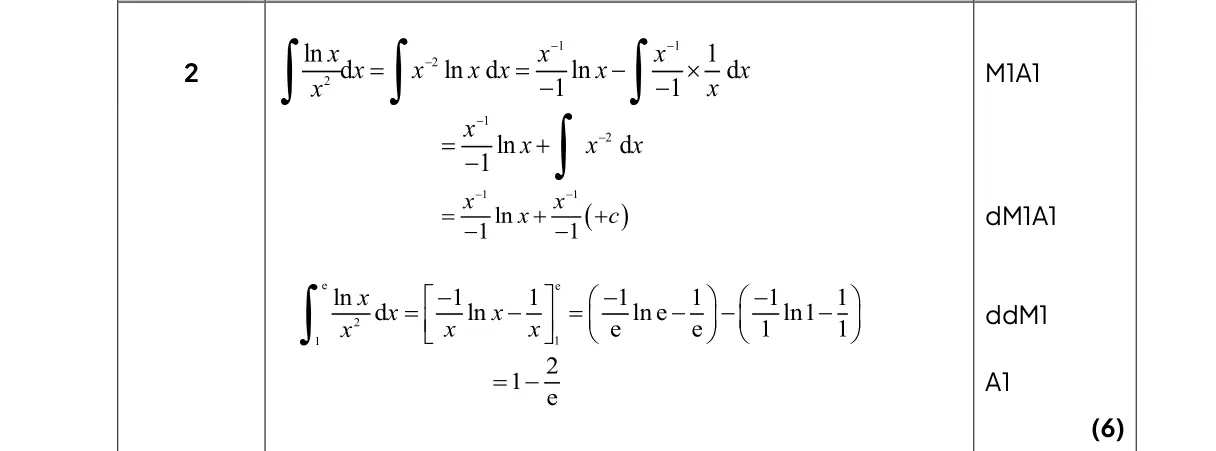 2 ∫ ln x / x² dx = ∫ x⁻² ln x dx = x⁻¹/−1 ln x − ∫ x⁻¹/−1 × 1/x dx M1A1
= x⁻¹/−1 ln x + ∫ x⁻² dx
= x⁻¹/−1 ln x + x⁻¹/−1 (+c) dM1A1
∫₁ᵉ ln x / x² dx = [−1/x ln x − 1/x]₁ᵉ = (−1/e ln e − 1/e) − (−1/1 ln 1 − 1/1) ddM1
= 1 − 2/e A1
(6)